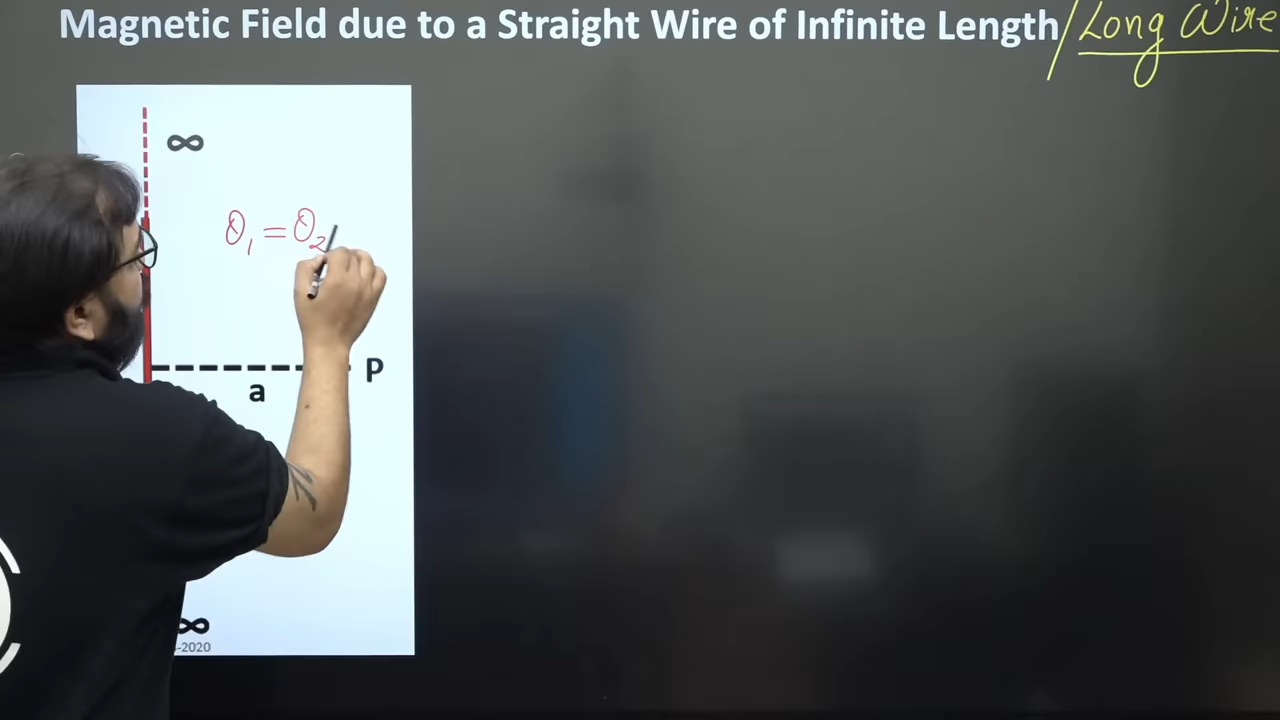 Magnetic Field due to a Straight Wire of Infinite Length/Long Wire
∞
θ₁=θ₂
P
a
∞
-2020